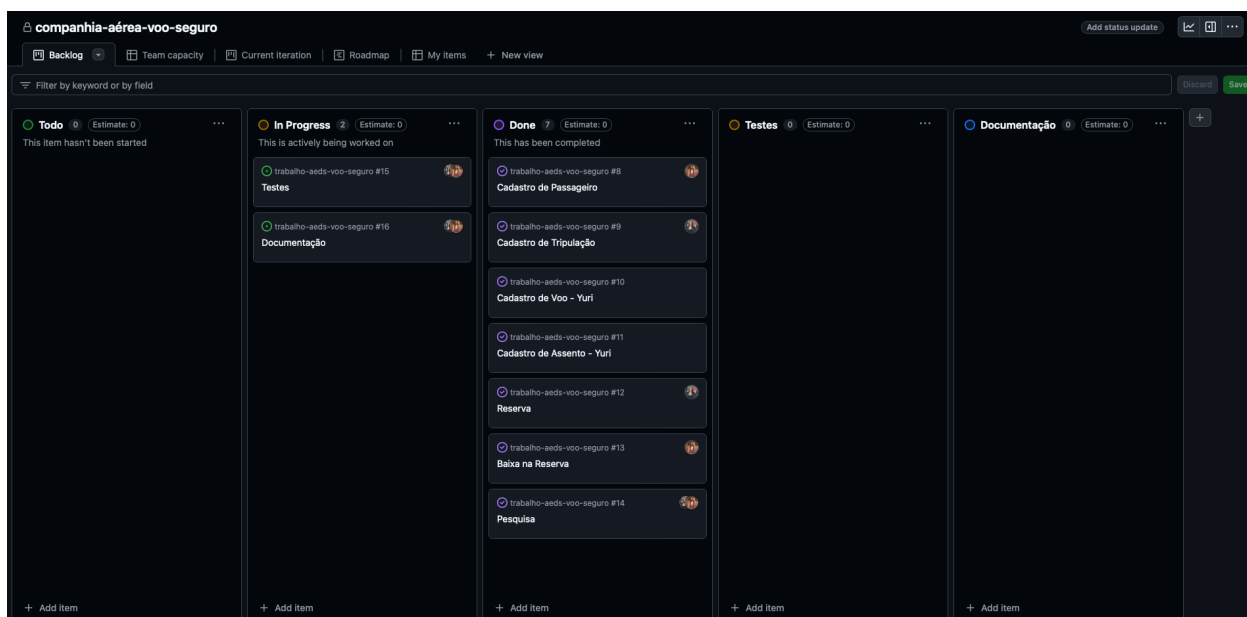 companhia-aérea-voo-seguro
Add status update
Backlog
Team capacity
Current iteration
Roadmap
My items
+ New view
Filter by keyword or by field
Discard
Save
Todo 0 Estimate: 0 ...
This item hasn't been started
+ Add item
In Progress 2 Estimate: 0 ...
This is actively being worked on
trabalho-aeds-voo-seguro #15
Testes
trabalho-aeds-voo-seguro #16
Documentação
+ Add item
Done 7 Estimate: 0 ...
This has been completed
trabalho-aeds-voo-seguro #8
Cadastro de Passageiro
trabalho-aeds-voo-seguro #9
Cadastro de Tripulação
trabalho-aeds-voo-seguro #10
Cadastro de Voo - Yuri
trabalho-aeds-voo-seguro #11
Cadastro de Assento - Yuri
trabalho-aeds-voo-seguro #12
Reserva
trabalho-aeds-voo-seguro #13
Baixa na Reserva
trabalho-aeds-voo-seguro #14
Pesquisa
+ Add item
Testes 0 Estimate: 0 ...
+ Add item
Documentação 0 Estimate: 0 ...
+ Add item